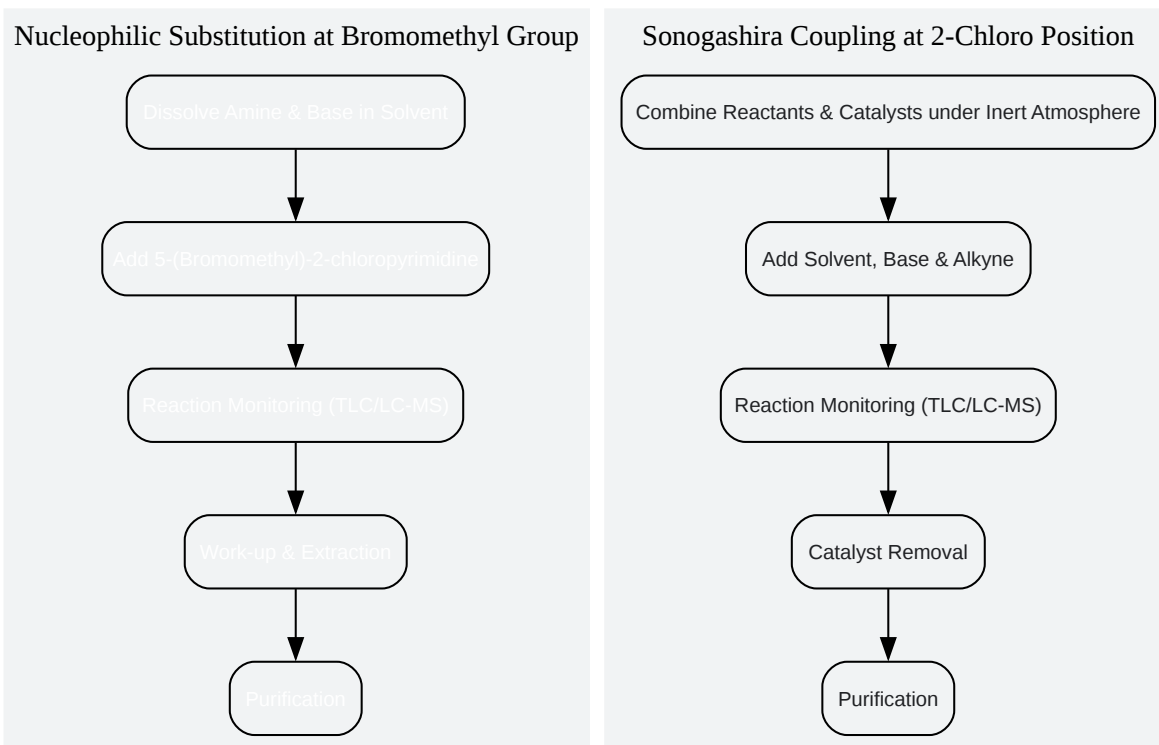 Nucleophilic Substitution at Bromomethyl Group
Dissolve Amine & Base in Solvent
Add 5-(Bromomethyl)-2-chloropyrimidine
Reaction Monitoring (TLC/LC-MS)
Work-up & Extraction
Purification
Sonogashira Coupling at 2-Chloro Position
Combine Reactants & Catalysts under Inert Atmosphere
Add Solvent, Base & Alkyne
Reaction Monitoring (TLC/LC-MS)
Catalyst Removal
Purification